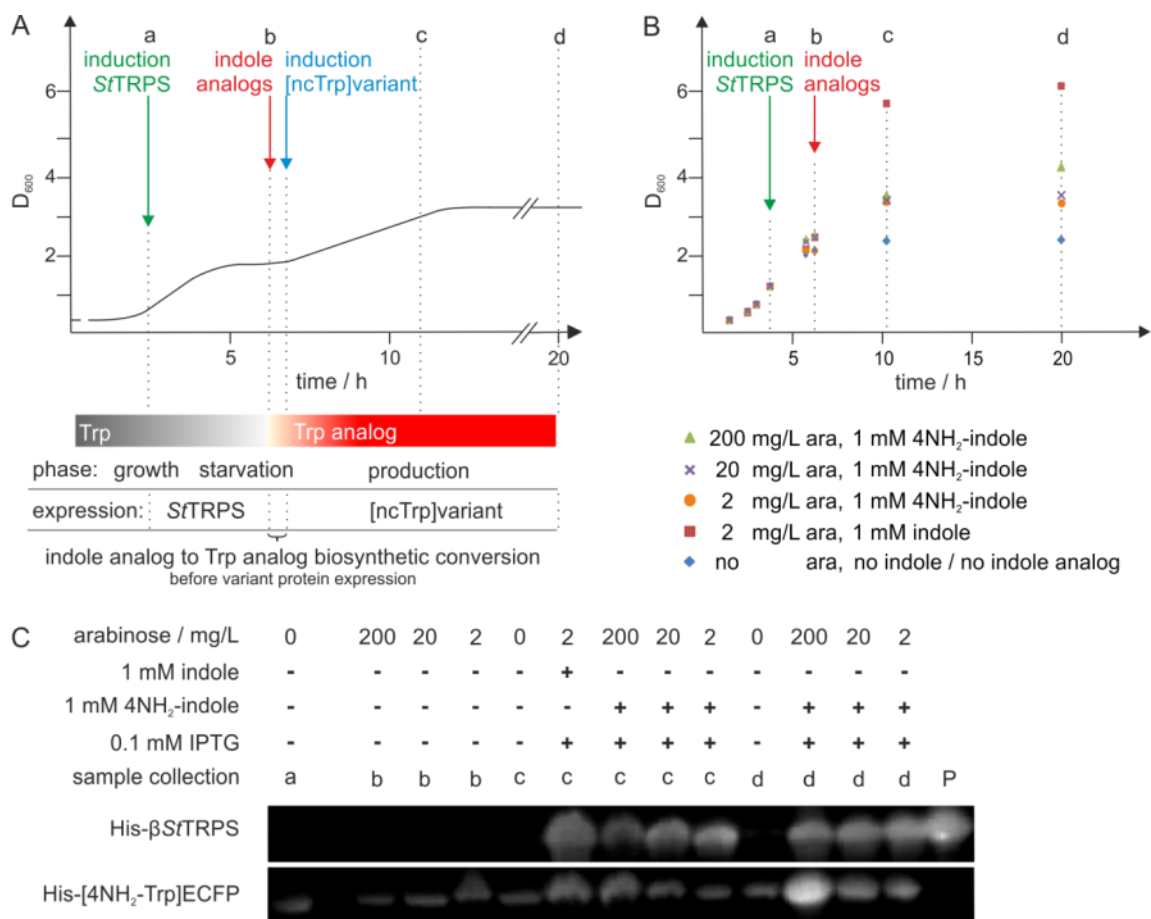 A
a b c d
induction StTRPS
indole analogs
induction [ncTrp]variant
6
4
2
D600
5 10 20
time / h
Trp Trp analog
phase: growth starvation production
expression: StTRPS [ncTrp]variant
indole analog to Trp analog biosynthetic conversion
before variant protein expression
B
a b c d
induction StTRPS
indole analogs
6
4
2
D600
5 10 15 20
time / h
200 mg/L ara, 1 mM 4NH2-indole
20 mg/L ara, 1 mM 4NH2-indole
2 mg/L ara, 1 mM 4NH2-indole
2 mg/L ara, 1 mM indole
no ara, no indole / no indole analog
C
arabinose / mg/L 0 200 20 2 0 2 200 20 2 0 200 20 2
1 mM indole - - - - - + - - - - - - -
1 mM 4NH2-indole - - - - - - + + + - + + +
0.1 mM IPTG - - - - - + + + + - + + +
sample collection a b b b c c c c c d d d d P
His-βStTRPS
His-[4NH2-Trp]ECFP